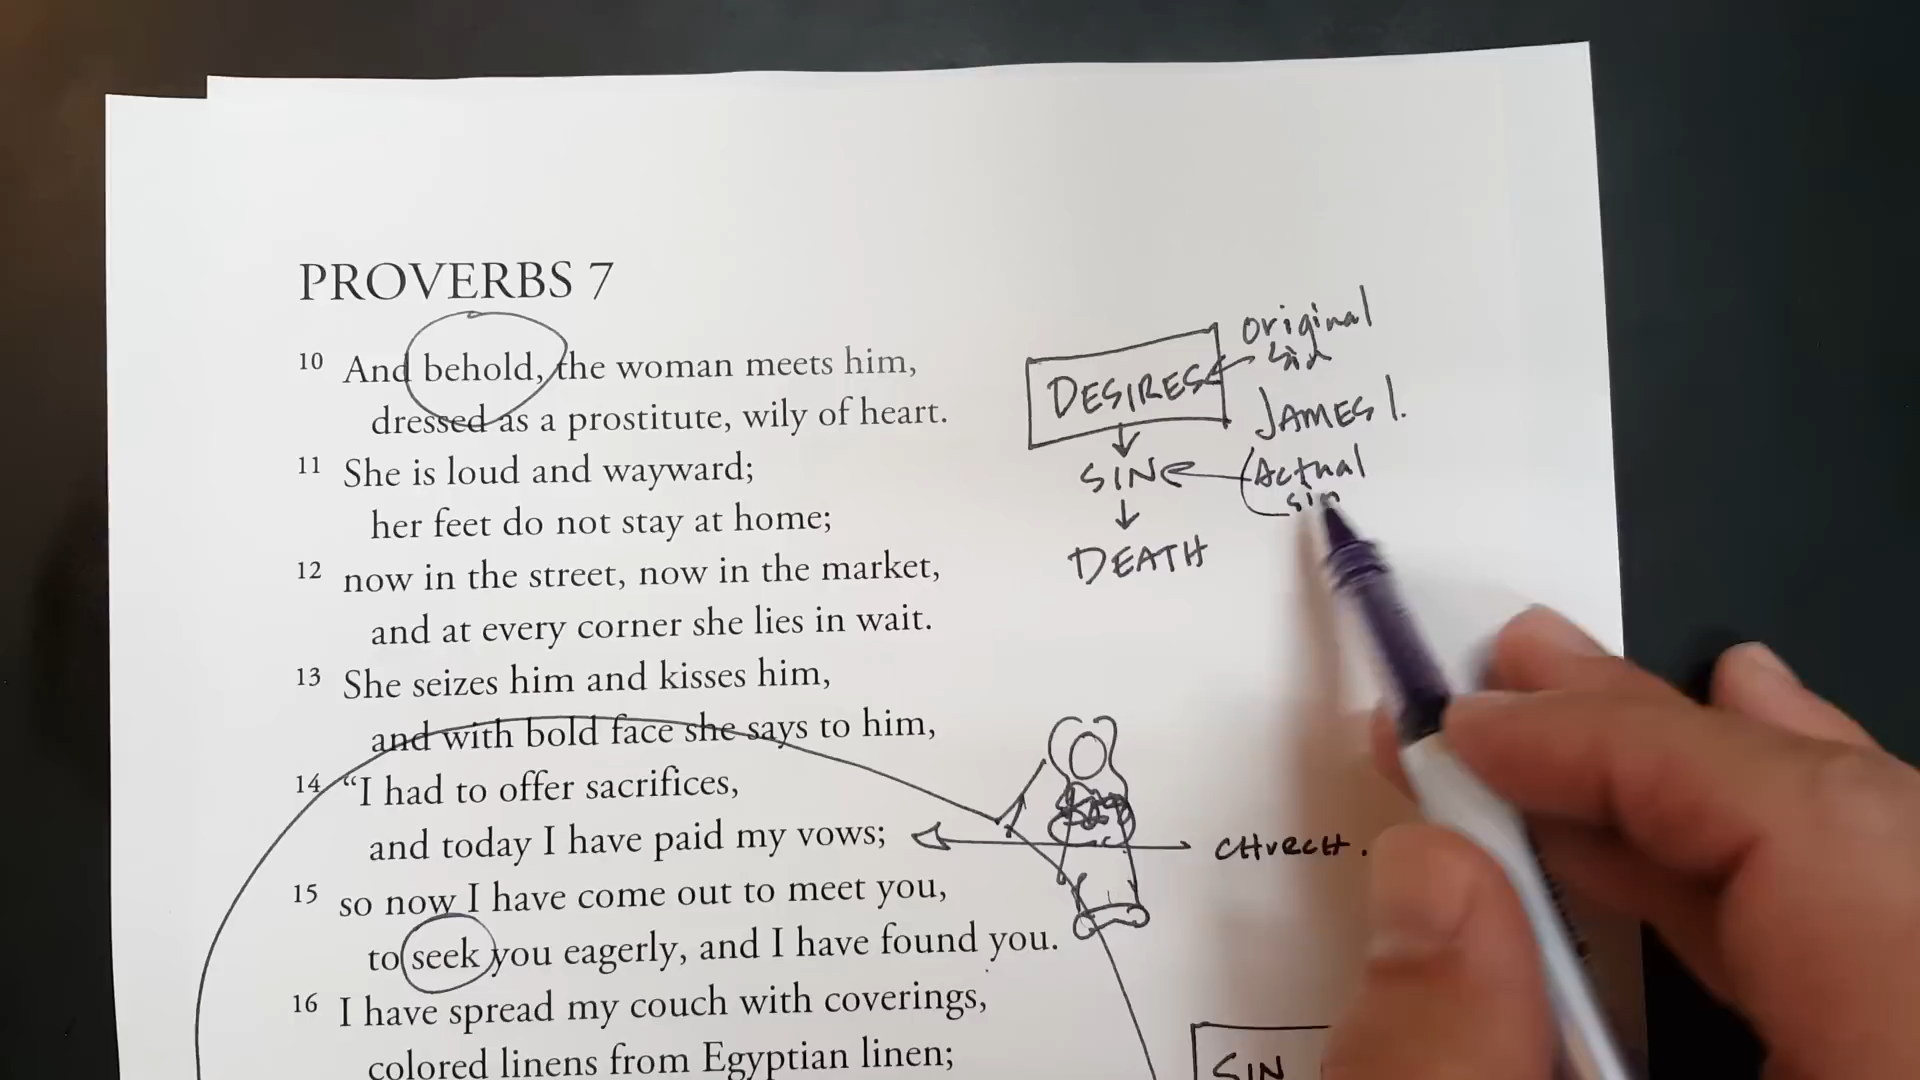 PROVERBS 7
10 And behold, the woman meets him,
dressed as a prostitute, wily of heart.
11 She is loud and wayward;
her feet do not stay at home;
12 now in the street, now in the market,
and at every corner she lies in wait.
13 She seizes him and kisses him,
and with bold face she says to him,
14 “I had to offer sacrifices,
and today I have paid my vows;
15 so now I have come out to meet you,
to seek you eagerly, and I have found you.
16 I have spread my couch with coverings,
colored linens from Egyptian linen;
original
sin
DESIRES
JAMES 1.
SIN
Actual
sin
DEATH
CHURCH.
SIN